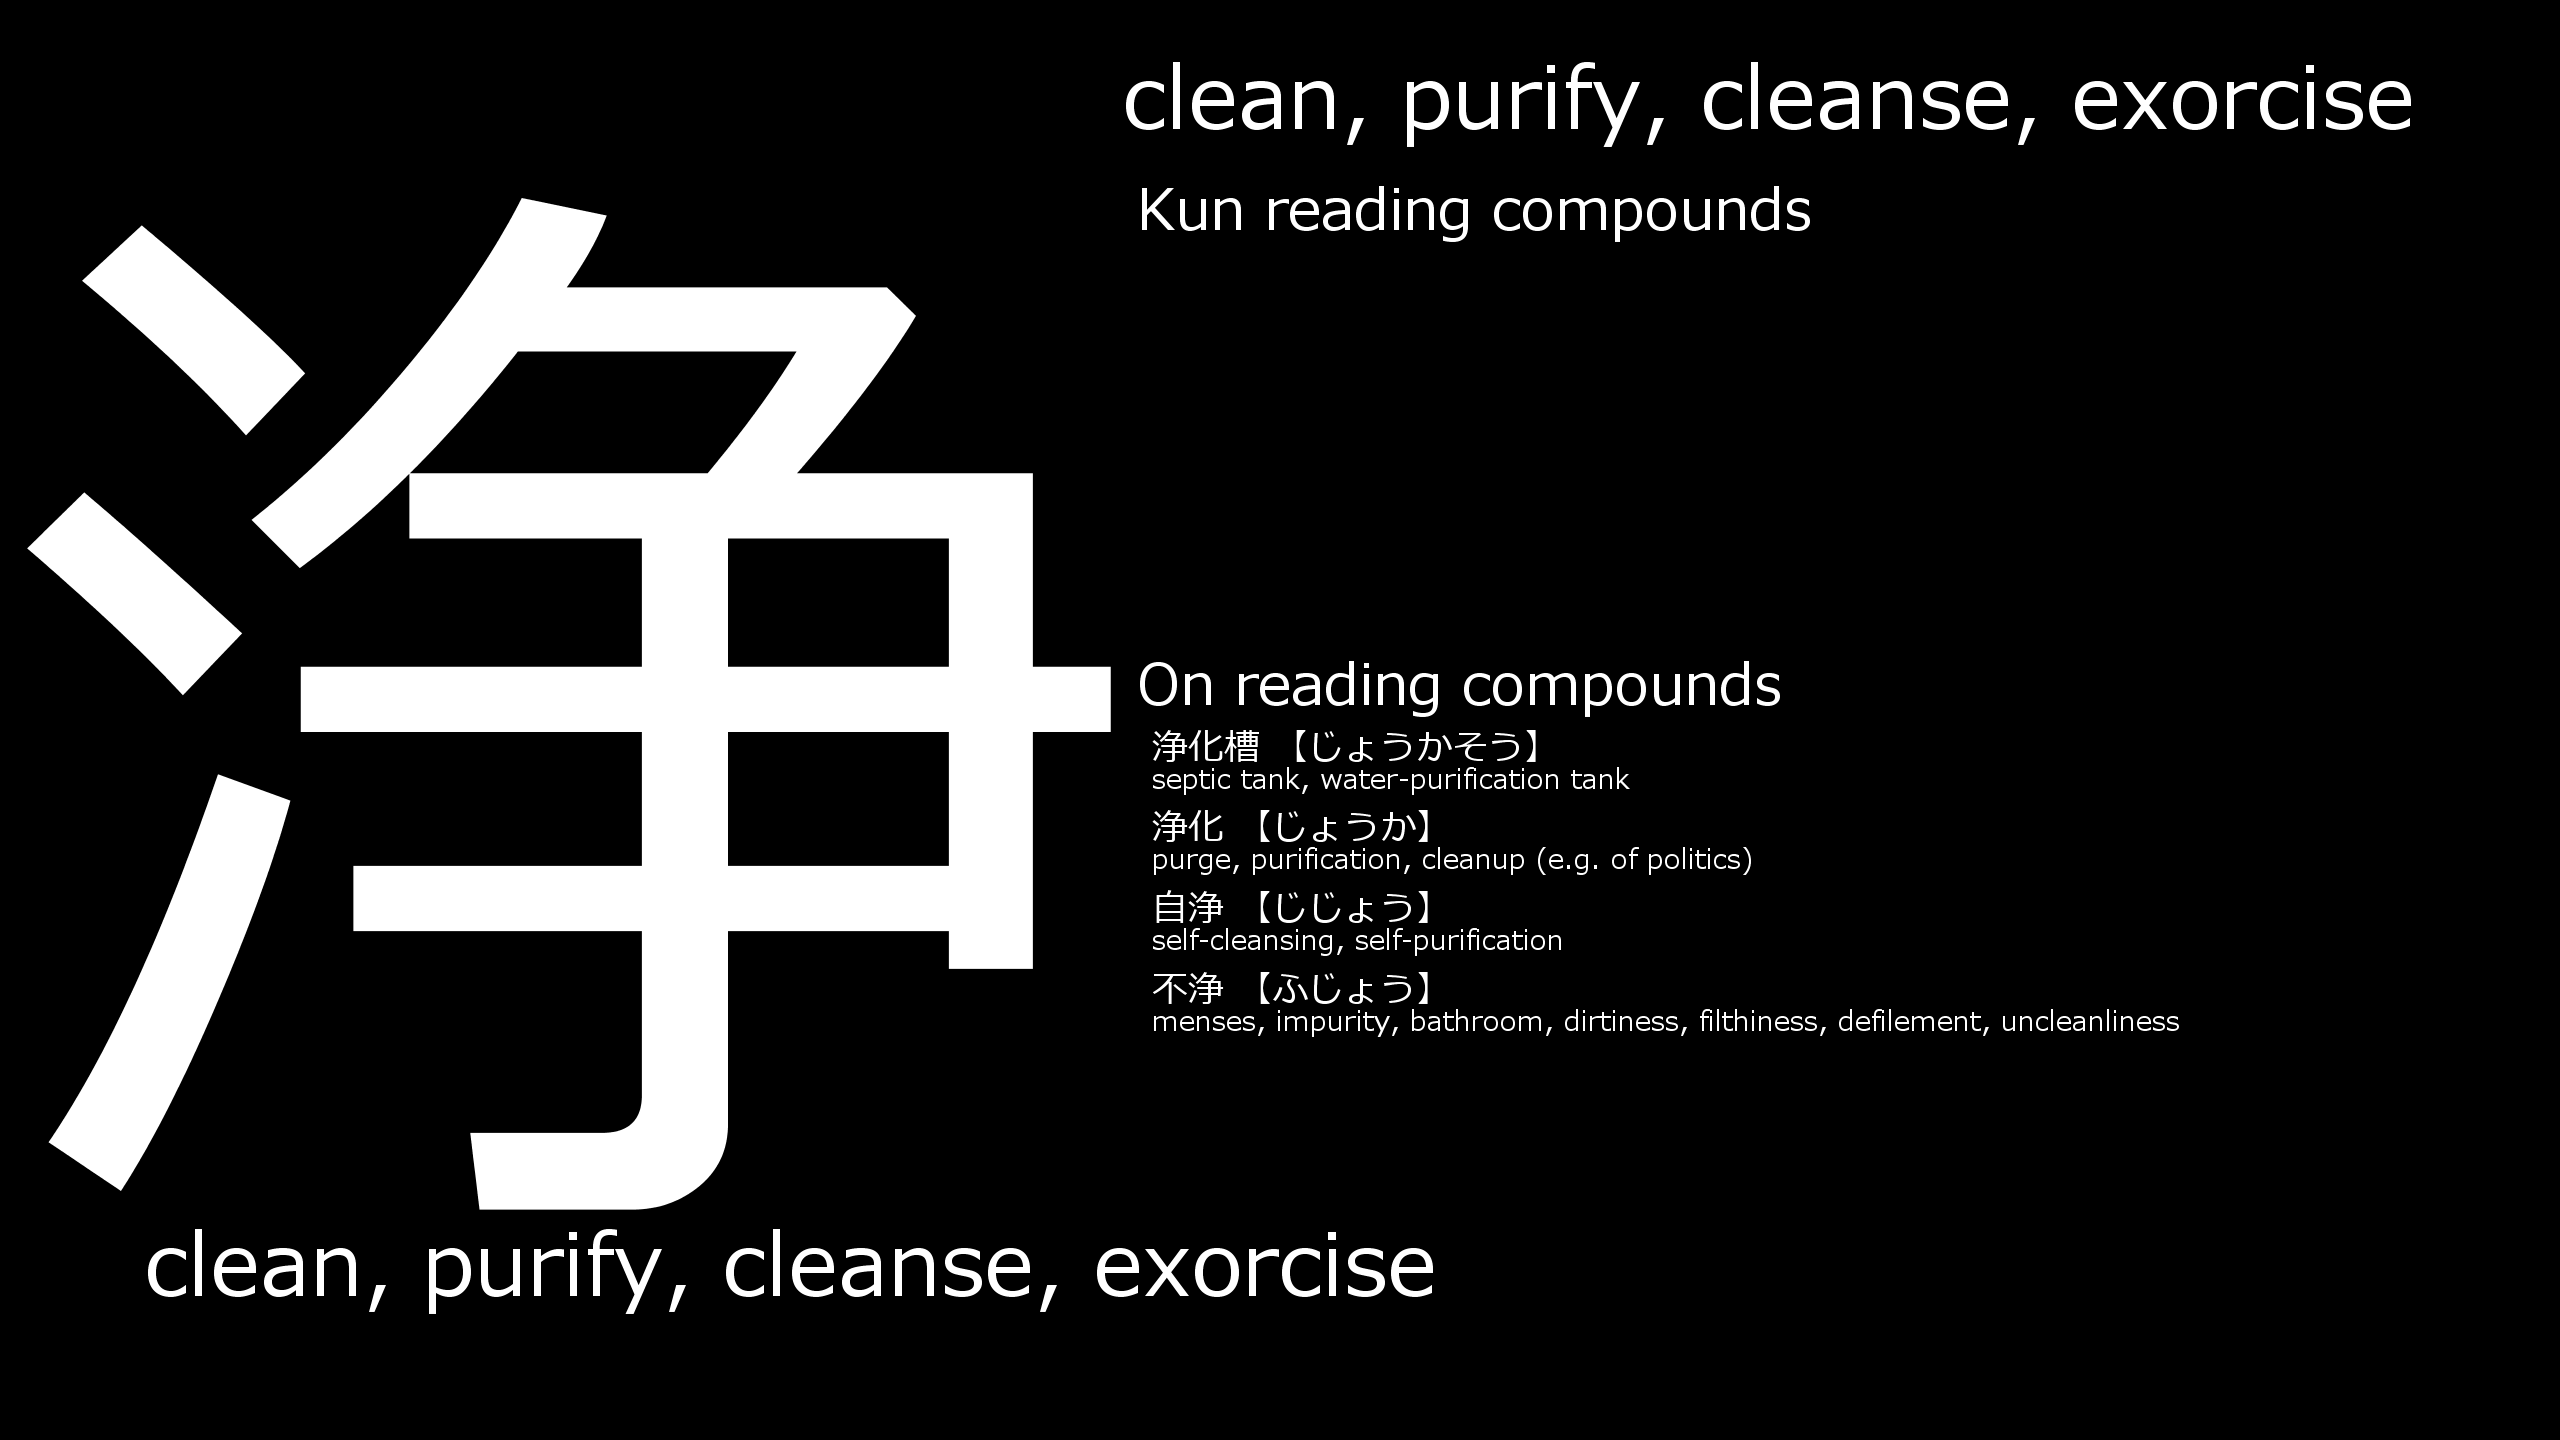 clean, purify, cleanse, exorcise
Kun reading compounds
浄
On reading compounds
浄化槽 【じょうかそう】
septic tank, water-purification tank
浄化 【じょうか】
purge, purification, cleanup (e.g. of politics)
自浄 【じじょう】
self-cleansing, self-purification
不浄 【ふじょう】
menses, impurity, bathroom, dirtiness, filthiness, defilement, uncleanliness
clean, purify, cleanse, exorcise